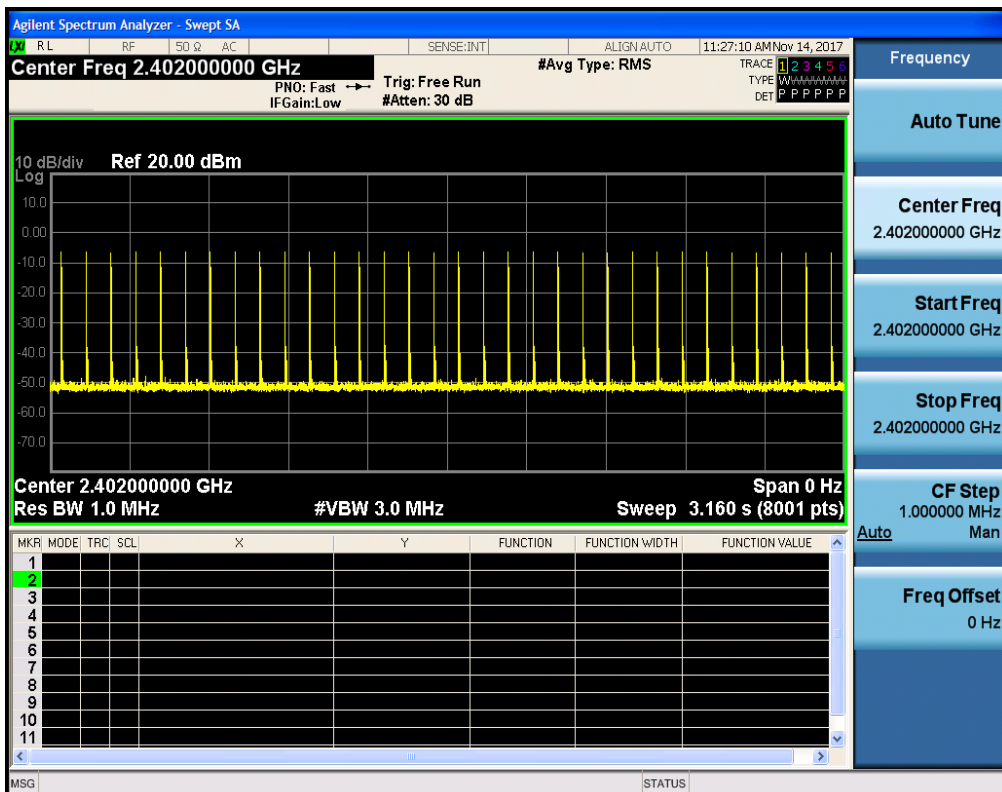 Agilent Spectrum Analyzer - Swept SA
LXI RL RF 50 Ω AC SENSE:INT ALIGN AUTO 11:27:10 AM Nov 14, 2017
Center Freq 2.402000000 GHz #Avg Type: RMS TRACE 1 2 3 4 5 6
PNO: Fast Trig: Free Run TYPE WWWWWW
IFGain:Low #Atten: 30 dB DET P P P P P P
10 dB/div Ref 20.00 dBm
Log
10.0
0.00
-10.0
-20.0
-30.0
-40.0
-50.0
-60.0
-70.0
Center 2.402000000 GHz Span 0 Hz
Res BW 1.0 MHz #VBW 3.0 MHz Sweep 3.160 s (8001 pts)
MKR MODE TRC SCL X Y FUNCTION FUNCTION WIDTH FUNCTION VALUE
1
2
3
4
5
6
7
8
9
10
11
MSG STATUS
Frequency
Auto Tune
Center Freq
2.402000000 GHz
Start Freq
2.402000000 GHz
Stop Freq
2.402000000 GHz
CF Step
1.000000 MHz
Auto Man
Freq Offset
0 Hz